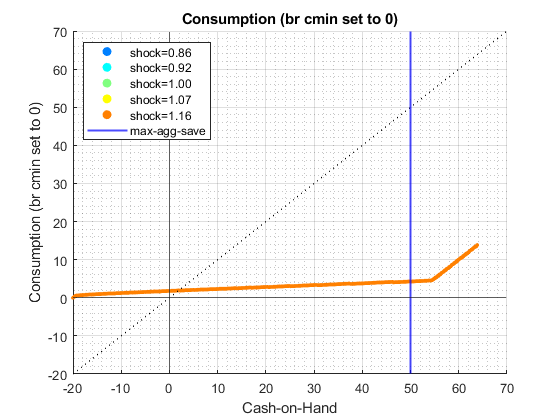 Consumption (br cmin set to 0)
70
60
50
40
30
20
10
0
-10
-20
Consumption (br cmin set to 0)
shock=0.86
shock=0.92
shock=1.00
shock=1.07
shock=1.16
max-agg-save
-20 -10 0 10 20 30 40 50 60 70
Cash-on-Hand